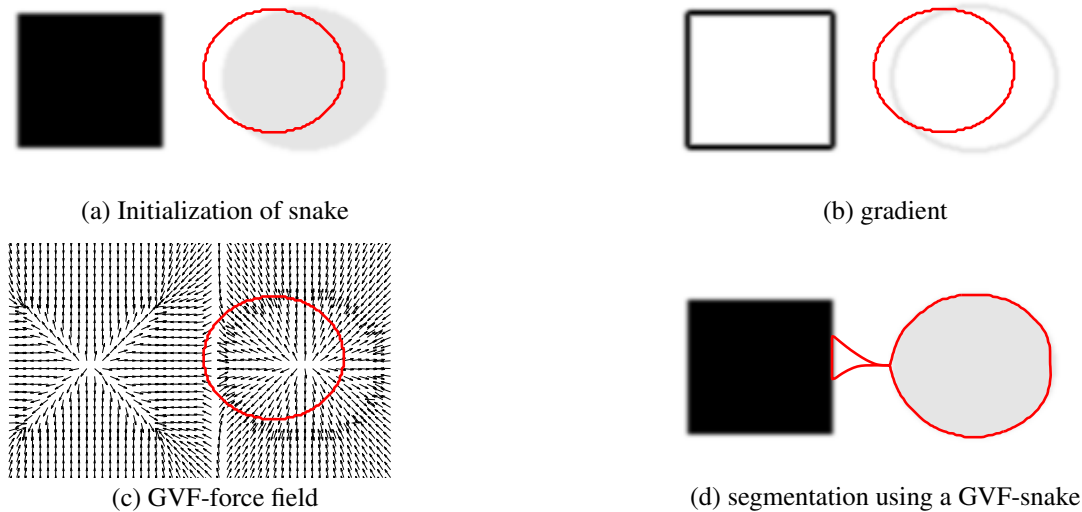 (a) Initialization of snake
(b) gradient
(c) GVF-force field
(d) segmentation using a GVF-snake